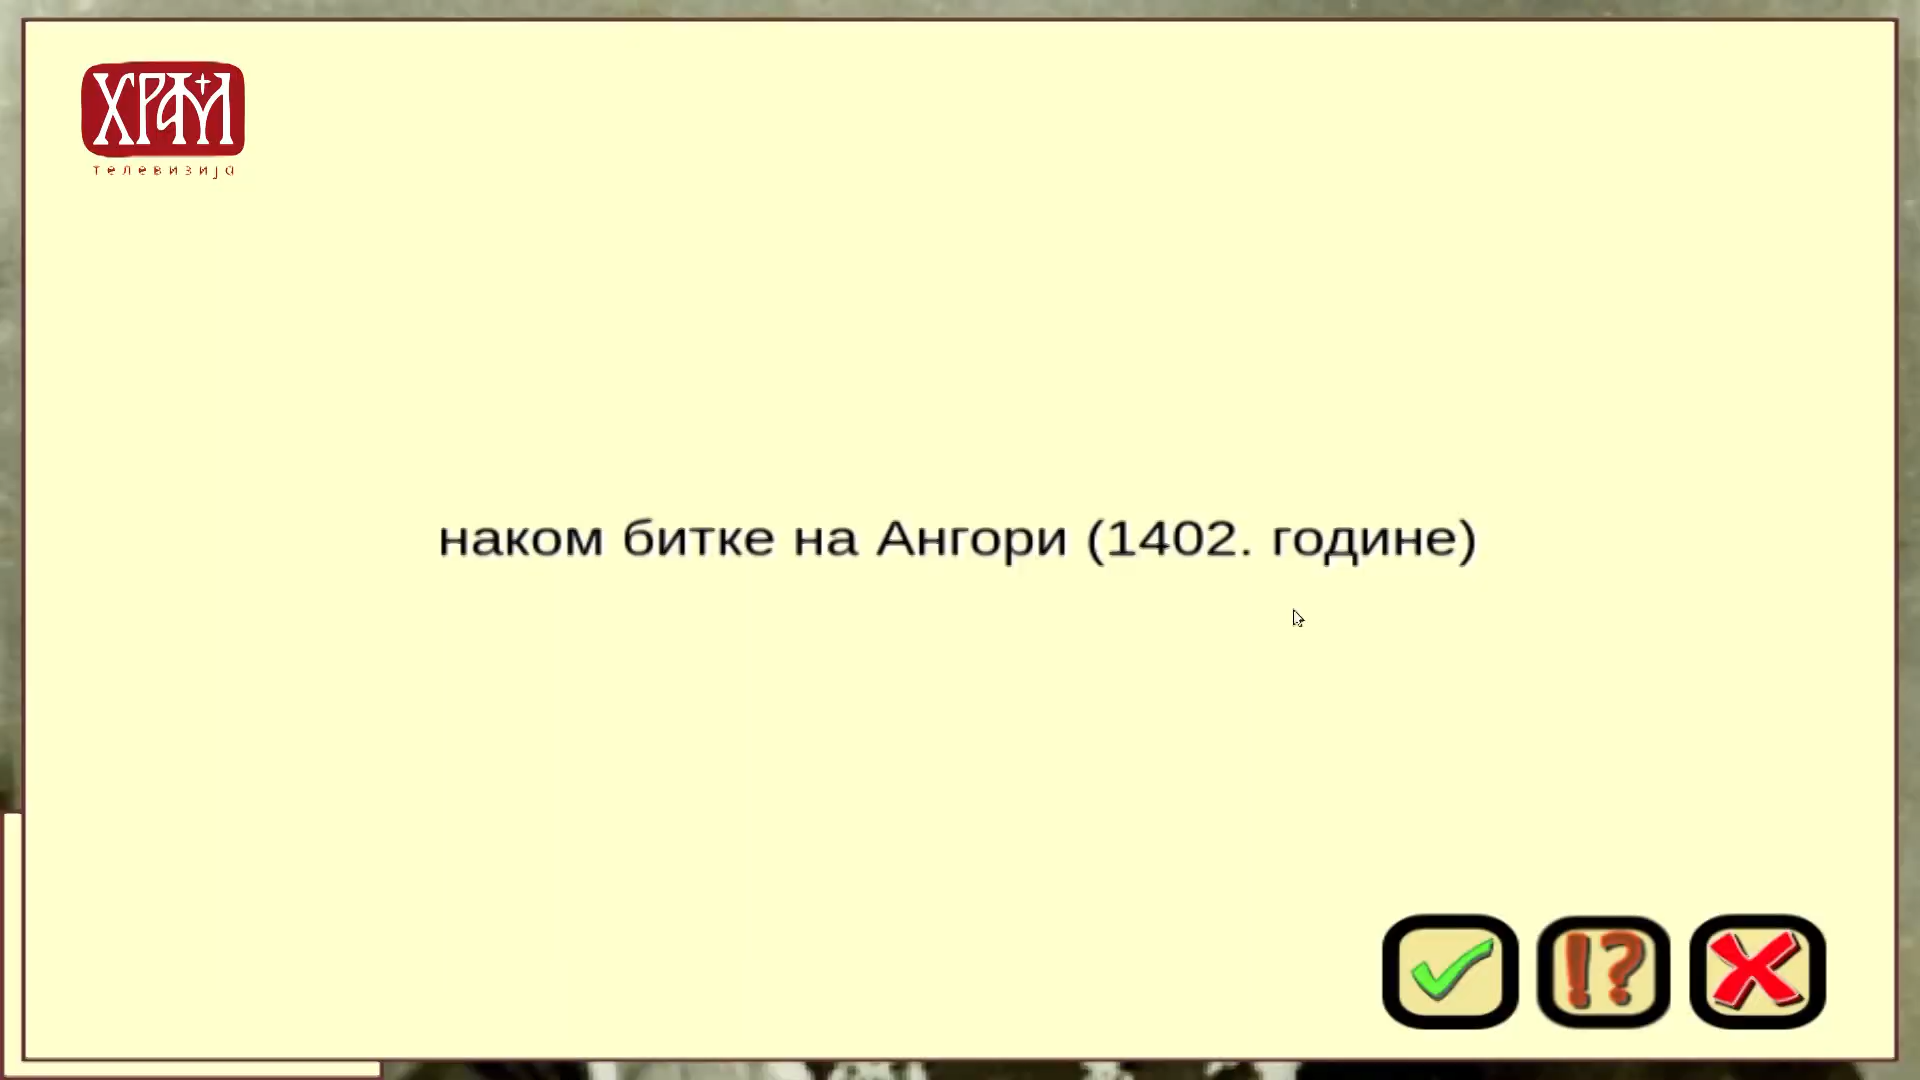 ХРАМ
телевизија
наком битке на Ангори (1402. године)
!?